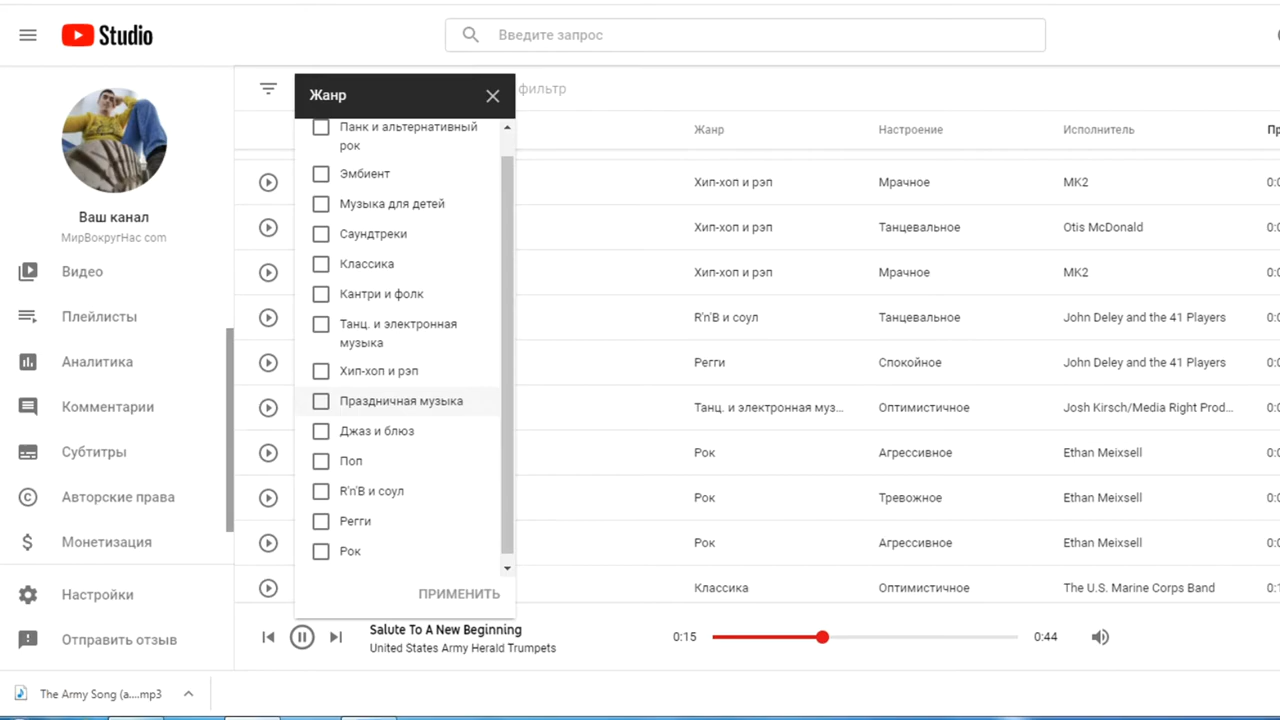 Studio
Введите запрос
Ваш канал
МирВокругНас com
Видео
Плейлисты
Аналитика
Комментарии
Субтитры
Авторские права
Монетизация
Настройки
Отправить отзыв
Жанр
Панк и альтернативный
рок
Эмбиент
Музыка для детей
Саундтреки
Классика
Кантри и фолк
Танц. и электронная
музыка
Хип-хоп и рэп
Праздничная музыка
Джаз и блюз
Поп
R'n'B и соул
Регги
Рок
ПРИМЕНИТЬ
фильтр
Жанр Настроение Исполнитель
Хип-хоп и рэп Мрачное MK2
Хип-хоп и рэп Танцевальное Otis McDonald
Хип-хоп и рэп Мрачное MK2
R'n'B и соул Танцевальное John Deley and the 41 Players
Регги Спокойное John Deley and the 41 Players
Танц. и электронная муз... Оптимистичное Josh Kirsch/Media Right Prod...
Рок Агрессивное Ethan Meixsell
Рок Тревожное Ethan Meixsell
Рок Агрессивное Ethan Meixsell
Классика Оптимистичное The U.S. Marine Corps Band
Salute To A New Beginning
United States Army Herald Trumpets
0:15 0:44
The Army Song (a....mp3